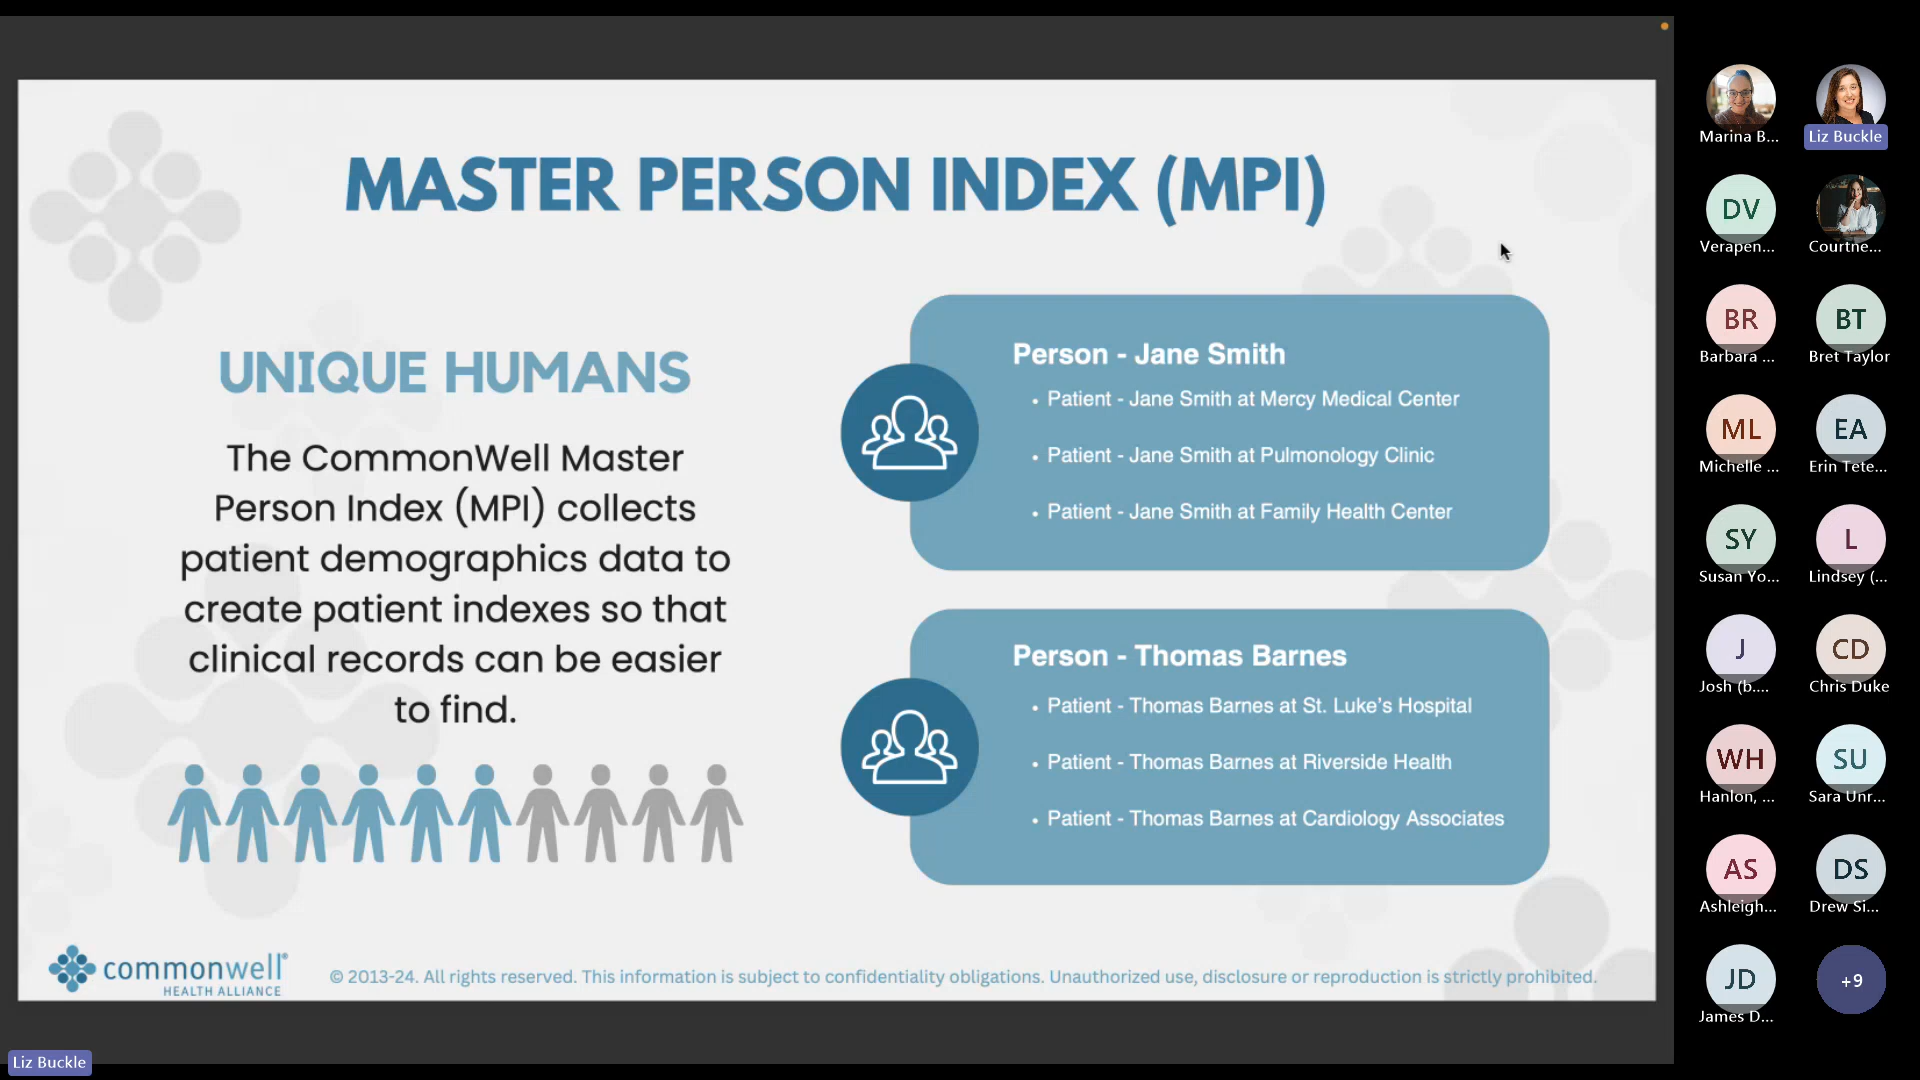 MASTER PERSON INDEX (MPI)
UNIQUE HUMANS
The CommonWell Master
Person Index (MPI) collects
patient demographics data to
create patient indexes so that
clinical records can be easier
to find.
Person - Jane Smith
• Patient - Jane Smith at Mercy Medical Center
• Patient - Jane Smith at Pulmonology Clinic
• Patient - Jane Smith at Family Health Center
Person - Thomas Barnes
• Patient - Thomas Barnes at St. Luke's Hospital
• Patient - Thomas Barnes at Riverside Health
• Patient - Thomas Barnes at Cardiology Associates
commonwell®
HEALTH ALLIANCE
© 2013-24. All rights reserved. This information is subject to confidentiality obligations. Unauthorized use, disclosure or reproduction is strictly prohibited.
Liz Buckle
Marina B...
Liz Buckle
DV
Verapen...
Courtne...
BR
Barbara ...
BT
Bret Taylor
ML
Michelle ...
EA
Erin Tete...
SY
Susan Yo...
L
Lindsey (...
J
Josh (b....
CD
Chris Duke
WH
Hanlon, ...
SU
Sara Unr...
AS
Ashleigh...
DS
Drew Si...
JD
James D...
+9